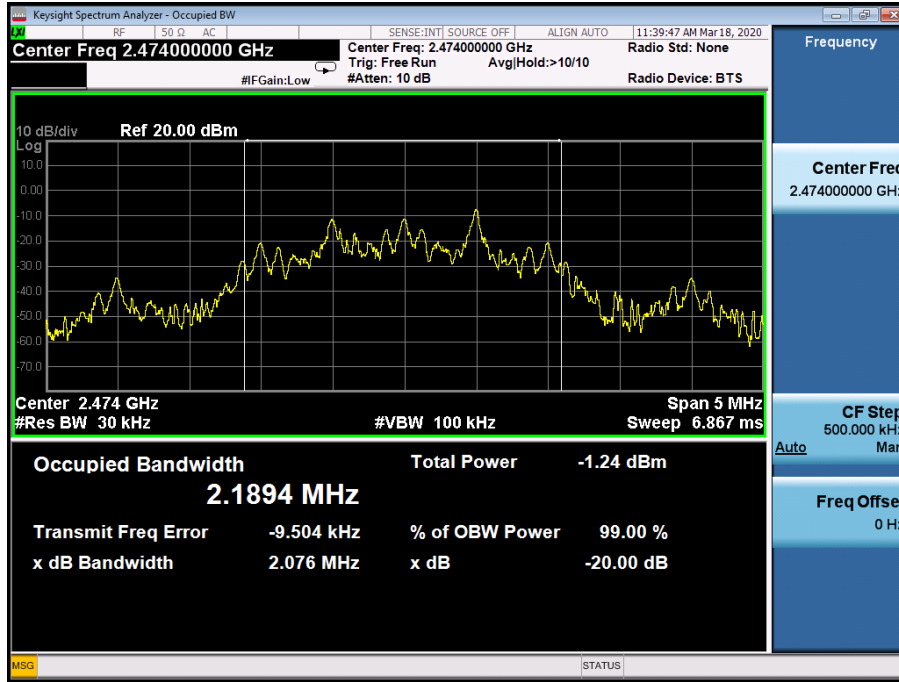 Keysight Spectrum Analyzer - Occupied BW
LXI RF 50 Ω AC SENSE:INT SOURCE OFF ALIGN AUTO 11:39:47 AM Mar 18, 2020
Center Freq 2.474000000 GHz
Center Freq: 2.474000000 GHz Radio Std: None
Trig: Free Run Avg|Hold:>10/10
#IFGain:Low #Atten: 10 dB Radio Device: BTS
10 dB/div Ref 20.00 dBm
Log
10.0
0.00
-10.0
-20.0
-30.0
-40.0
-50.0
-60.0
-70.0
Center 2.474 GHz Span 5 MHz
#Res BW 30 kHz #VBW 100 kHz Sweep 6.867 ms
Occupied Bandwidth Total Power -1.24 dBm
2.1894 MHz
Transmit Freq Error -9.504 kHz % of OBW Power 99.00 %
x dB Bandwidth 2.076 MHz x dB -20.00 dB
MSG STATUS
Frequency
Center Freq
2.474000000 GHz
CF Step
500.000 kHz
Auto Man
Freq Offse
0 Hz